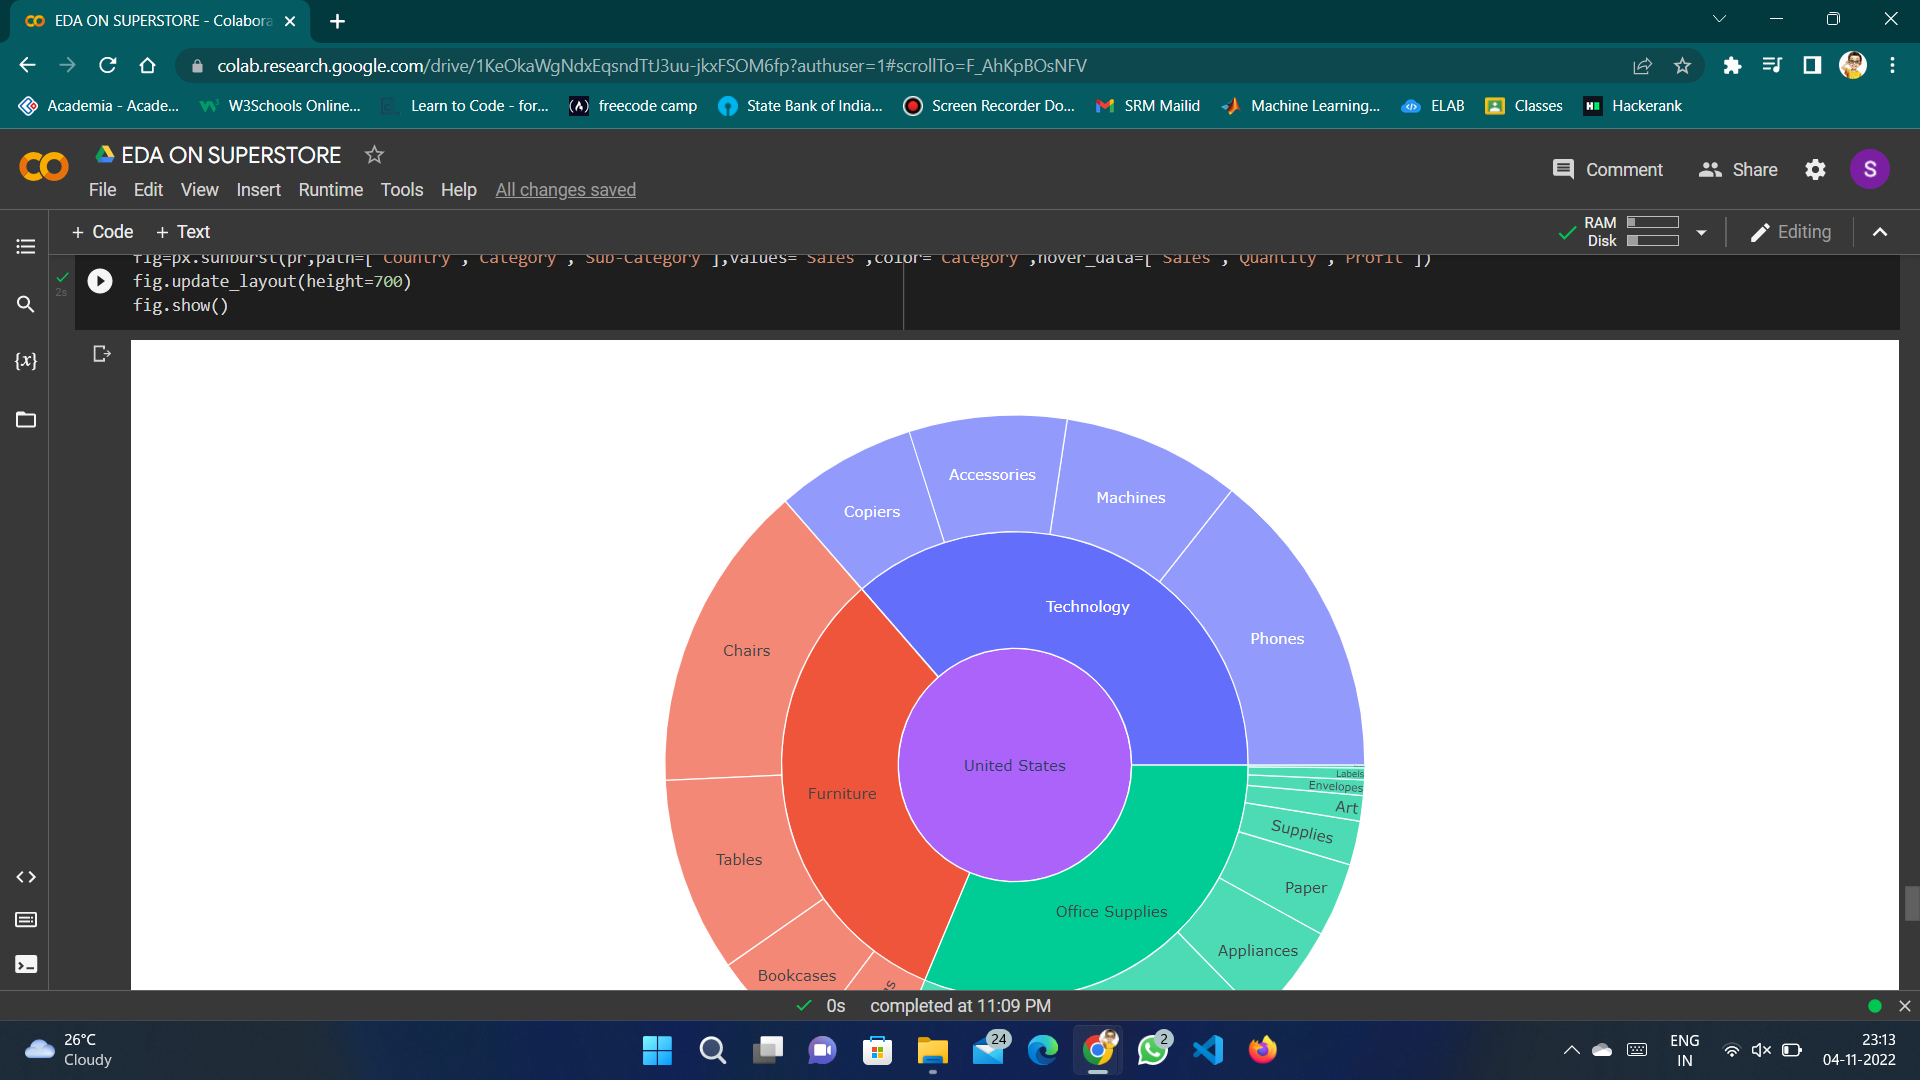 EDA ON SUPERSTORE - Colabora
colab.research.google.com/drive/1KeOkaWgNdxEqsndTtJ3uu-jkxFSOM6fp?authuser=1#scrollTo=F_AhKpBOsNFV
Academia - Acade... W3Schools Online... Learn to Code - for... freecode camp State Bank of India... Screen Recorder Do... SRM Mailid Machine Learning... ELAB Classes Hackerank
EDA ON SUPERSTORE
Comment Share S
File Edit View Insert Runtime Tools Help All changes saved
+ Code + Text
RAM
Disk
Editing
fig=px.sunburst(pr,path=['Country','Category','Sub-Category'],values='Sales',color='Category',hover_data=['Sales','Quantity','Profit'])
2s
fig.update_layout(height=700)
fig.show()
{x}
Accessories
Machines
Copiers
Technology
Phones
Chairs
United States
Labels
Envelopes
Furniture
Art
Supplies
Tables
Paper
Office Supplies
Appliances
Bookcases
0s completed at 11:09 PM
26°C
Cloudy
24
2
ENG
IN
23:13
04-11-2022